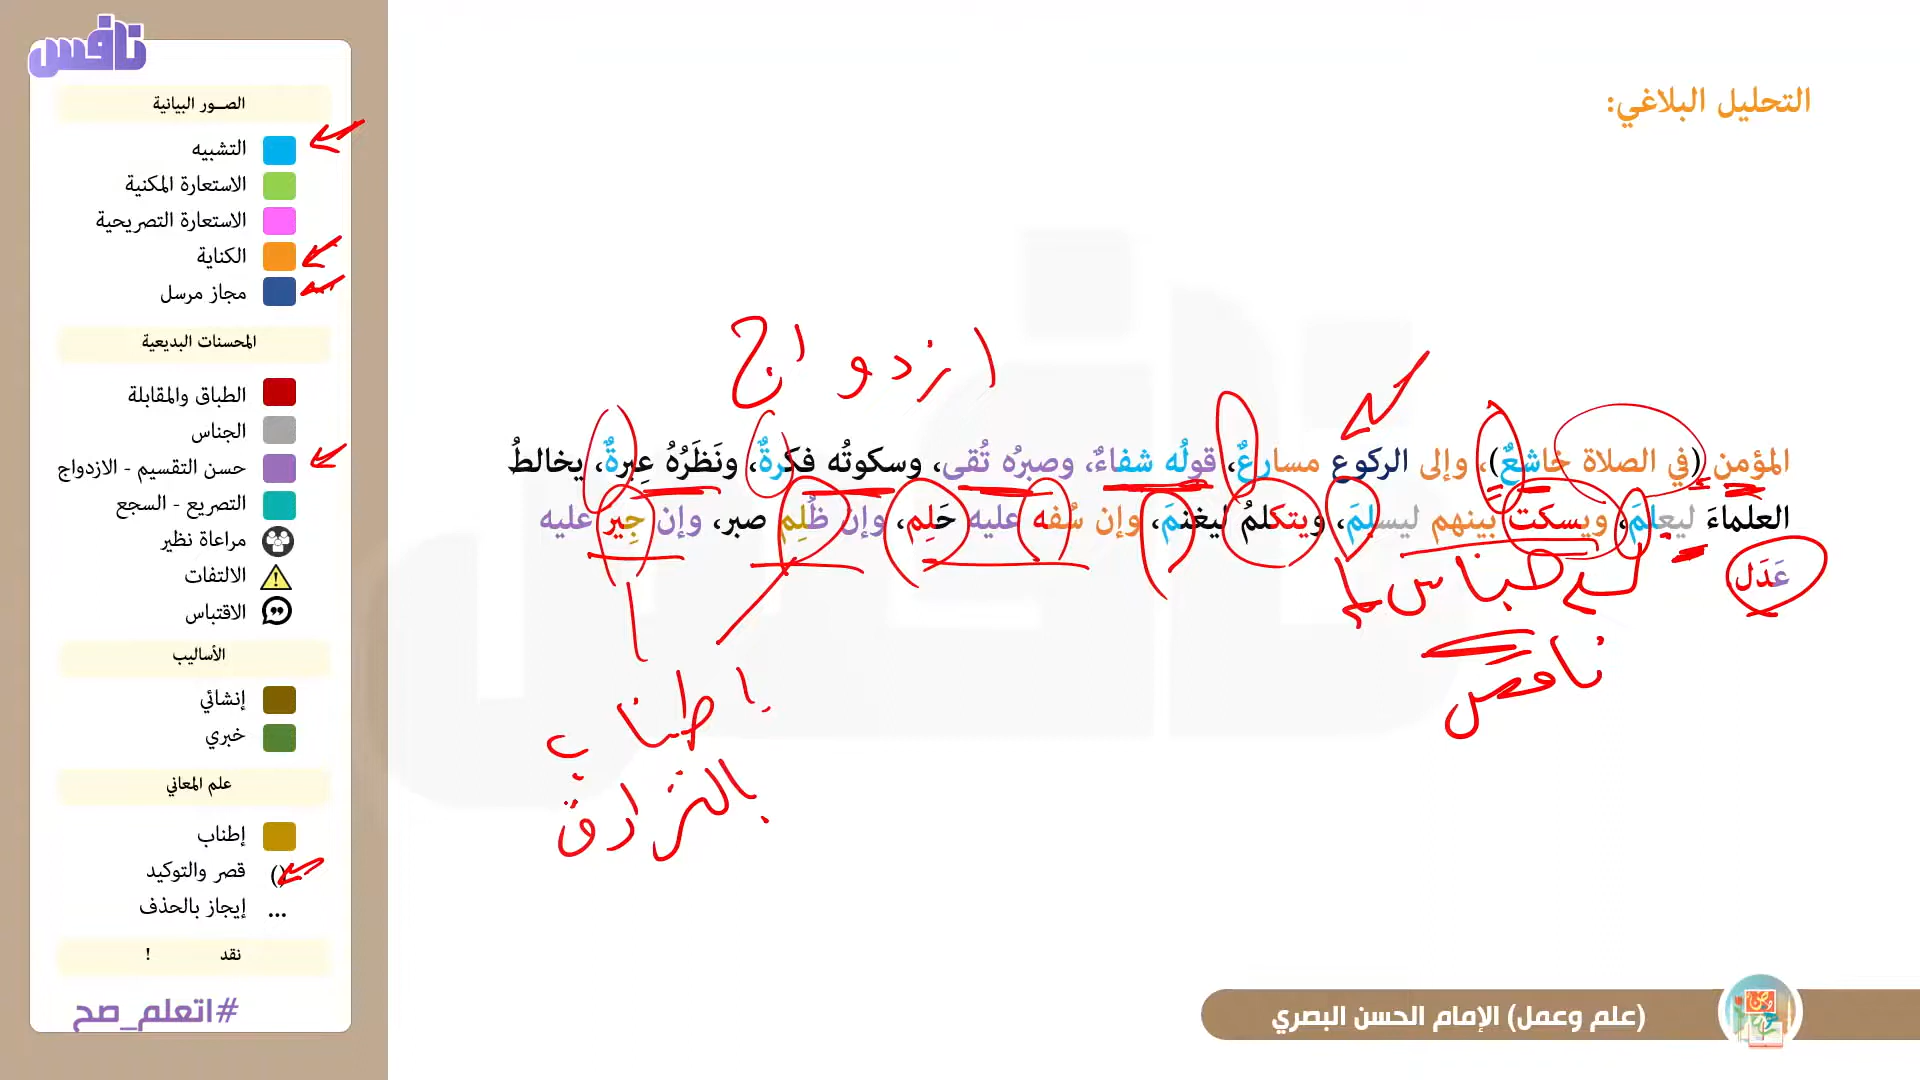 نافس
الصـور البيانية
التشبيه
الاستعارة المكنية
الاستعارة التصريحية
الكناية
مجاز مرسل
المحسنات البديعية
الطباق والمقابلة
الجناس
حسن التقسيم - الازدواج
التصريع - السجع
مراعاة نظير
الالتفات
الاقتباس
الأساليب
إنشائي
خبري
علم المعاني
إطناب
() قصر والتوكيد
... إيجاز بالحذف
نقد !
#اتعلم_صح
التحليل البلاغي:
ازدواج
المؤمن (في الصلاة خاشعٌ)، وإلى الركوع مسارعٌ، قولُه شفاءٌ، وصبرُه تُقى، وسكوتُه فكرةٌ، ونَظَرُهُ عِبرةٌ، يخالطُ
العلماءَ ليعلمَ، ويسكت بينهم ليسلمَ، ويتكلمُ ليغنمَ، وإن سُفه عليه حَلِم، وإن ظُلِم صبر، وإن جِير عليه
عَدَل
جناس
ناقص
اطناب
بالترادف
(علم وعمل) الإمام الحسن البصري